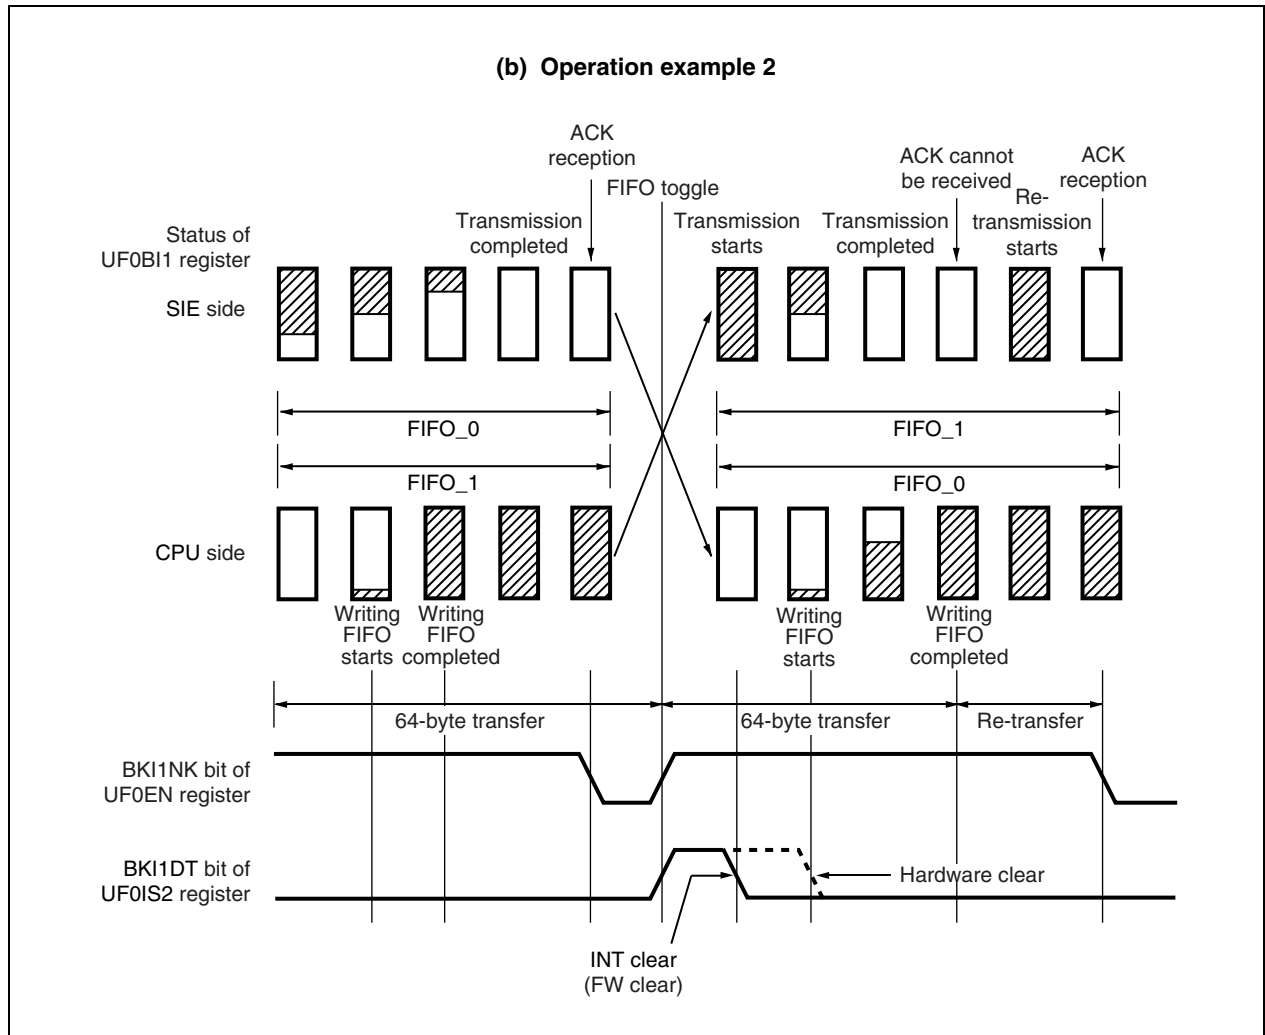 (b) Operation example 2
ACK
reception
FIFO toggle
ACK cannot
be received
ACK
reception
Status of
UF0BI1 register
Transmission
completed
Transmission
starts
Transmission
completed
Re-
transmission
starts
SIE side
FIFO_0
FIFO_1
FIFO_1
FIFO_0
CPU side
Writing
FIFO
starts
Writing
FIFO
completed
Writing
FIFO
starts
Writing
FIFO
completed
64-byte transfer
64-byte transfer
Re-transfer
BKI1NK bit of
UF0EN register
BKI1DT bit of
UF0IS2 register
Hardware clear
INT clear
(FW clear)